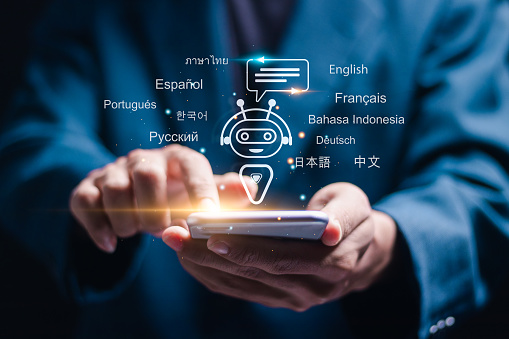 ภาษาไทย
English
Español
Français
Português
한국어
Bahasa Indonesia
Русский
Deutsch
日本語
中文